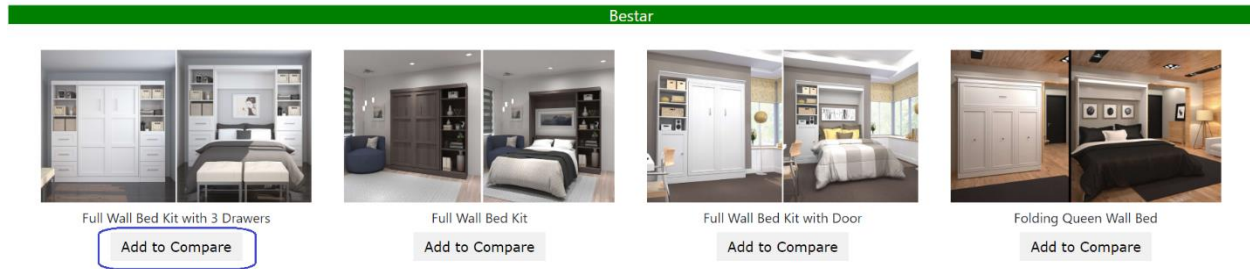 Bestar
Full Wall Bed Kit with 3 Drawers
Full Wall Bed Kit
Full Wall Bed Kit with Door
Folding Queen Wall Bed
Add to Compare
Add to Compare
Add to Compare
Add to Compare